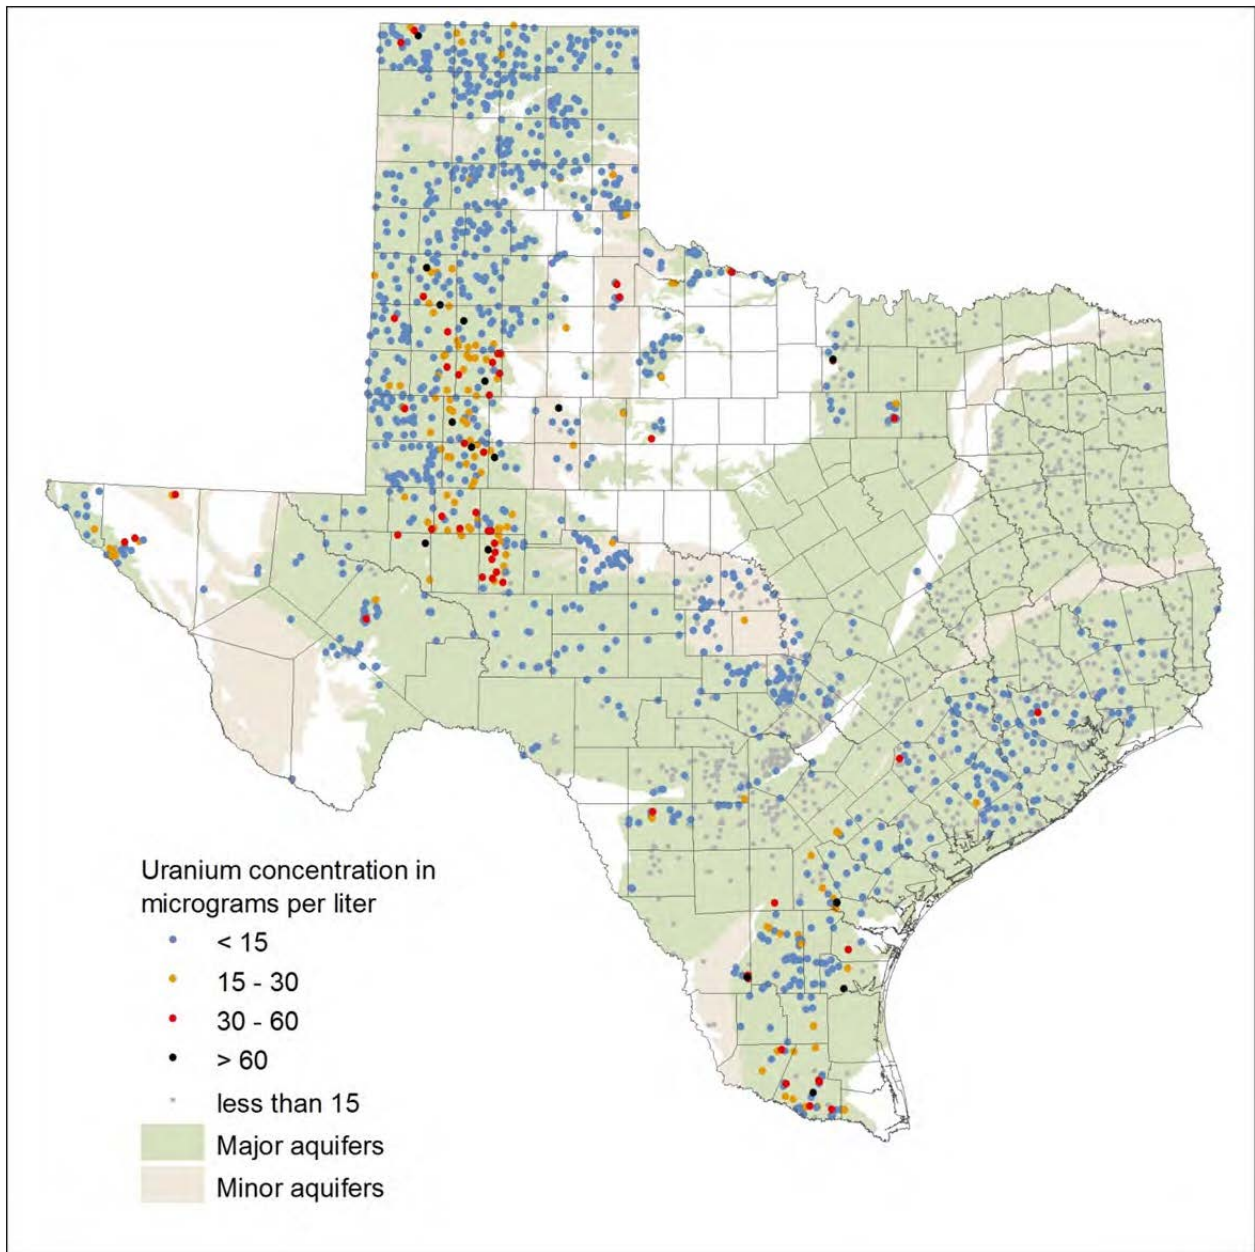 Uranium concentration in
micrograms per liter
< 15
15 - 30
30 - 60
> 60
less than 15
Major aquifers
Minor aquifers